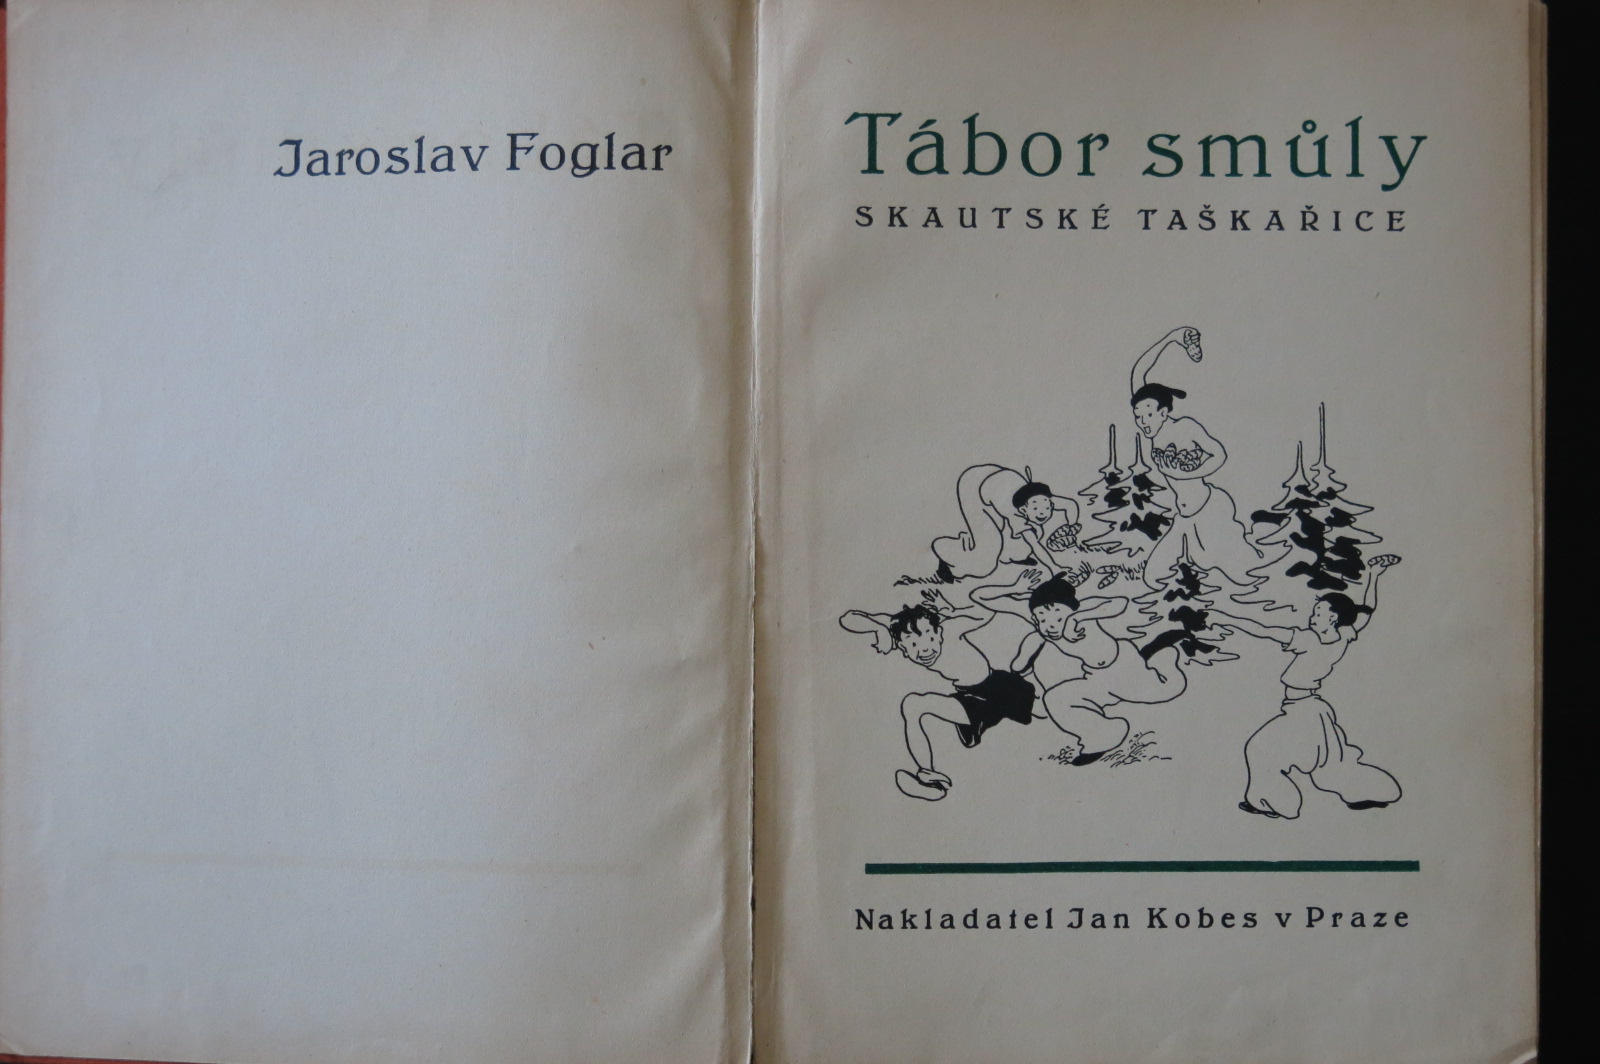 Jaroslav Foglar
Tábor smůly
SKAUTSKÉ TAŠKAŘICE
Nakladatel Jan Kobes v Praze